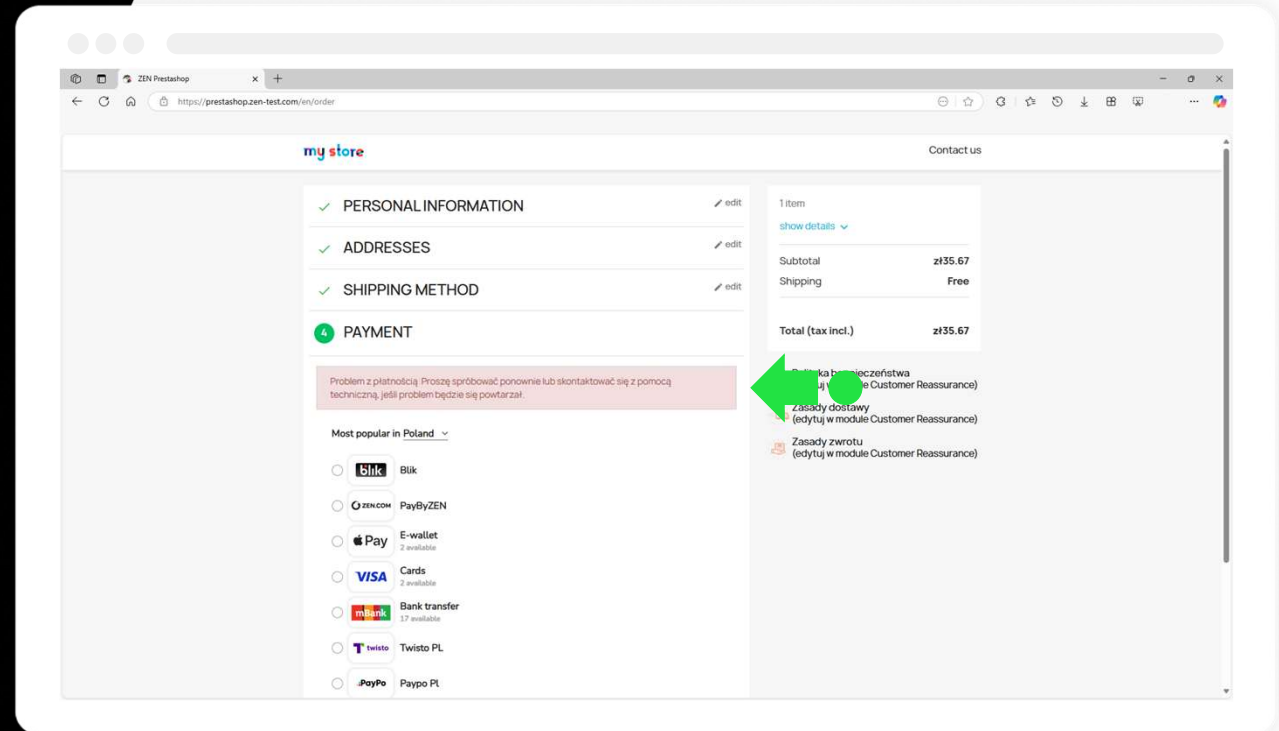 ZEN Prestashop
https://prestashop.zen-test.com/en/order
my store
Contact us
PERSONAL INFORMATION
edit
ADDRESSES
edit
SHIPPING METHOD
edit
4
PAYMENT
Problem z płatnością. Proszę spróbować ponownie lub skontaktować się z pomocą
techniczną, jeśli problem będzie się powtarzał.
Most popular in Poland
blik
Blik
ZEN.COM
PayByZEN
Pay
E-wallet
2 available
VISA
Cards
2 available
mBank
Bank transfer
17 available
twisto
Twisto PL
PayPo
Paypo PL
1 item
show details
Subtotal
zł35.67
Shipping
Free
Total (tax incl.)
zł35.67
Customer Reassurance)
Zasady dostawy
(edytuj w module Customer Reassurance)
Zasady zwrotu
(edytuj w module Customer Reassurance)